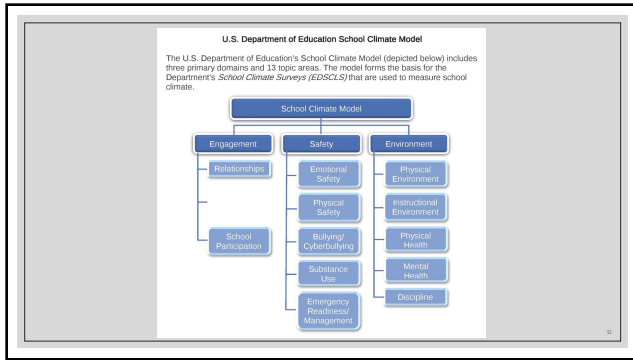 U.S. Department of Education School Climate Model
The U.S. Department of Education's School Climate Model (depicted below) includes
three primary domains and 13 topic areas. The model forms the basis for the
Department's School Climate Surveys (EDSCLS) that are used to measure school
climate.
School Climate Model
Engagement
Safety
Environment
Relationships
School
Participation
Emotional
Safety
Physical
Safety
Bullying/
Cyberbullying
Substance
Use
Emergency
Readiness/
Management
Physical
Environment
Instructional
Environment
Physical
Health
Mental
Health
Discipline